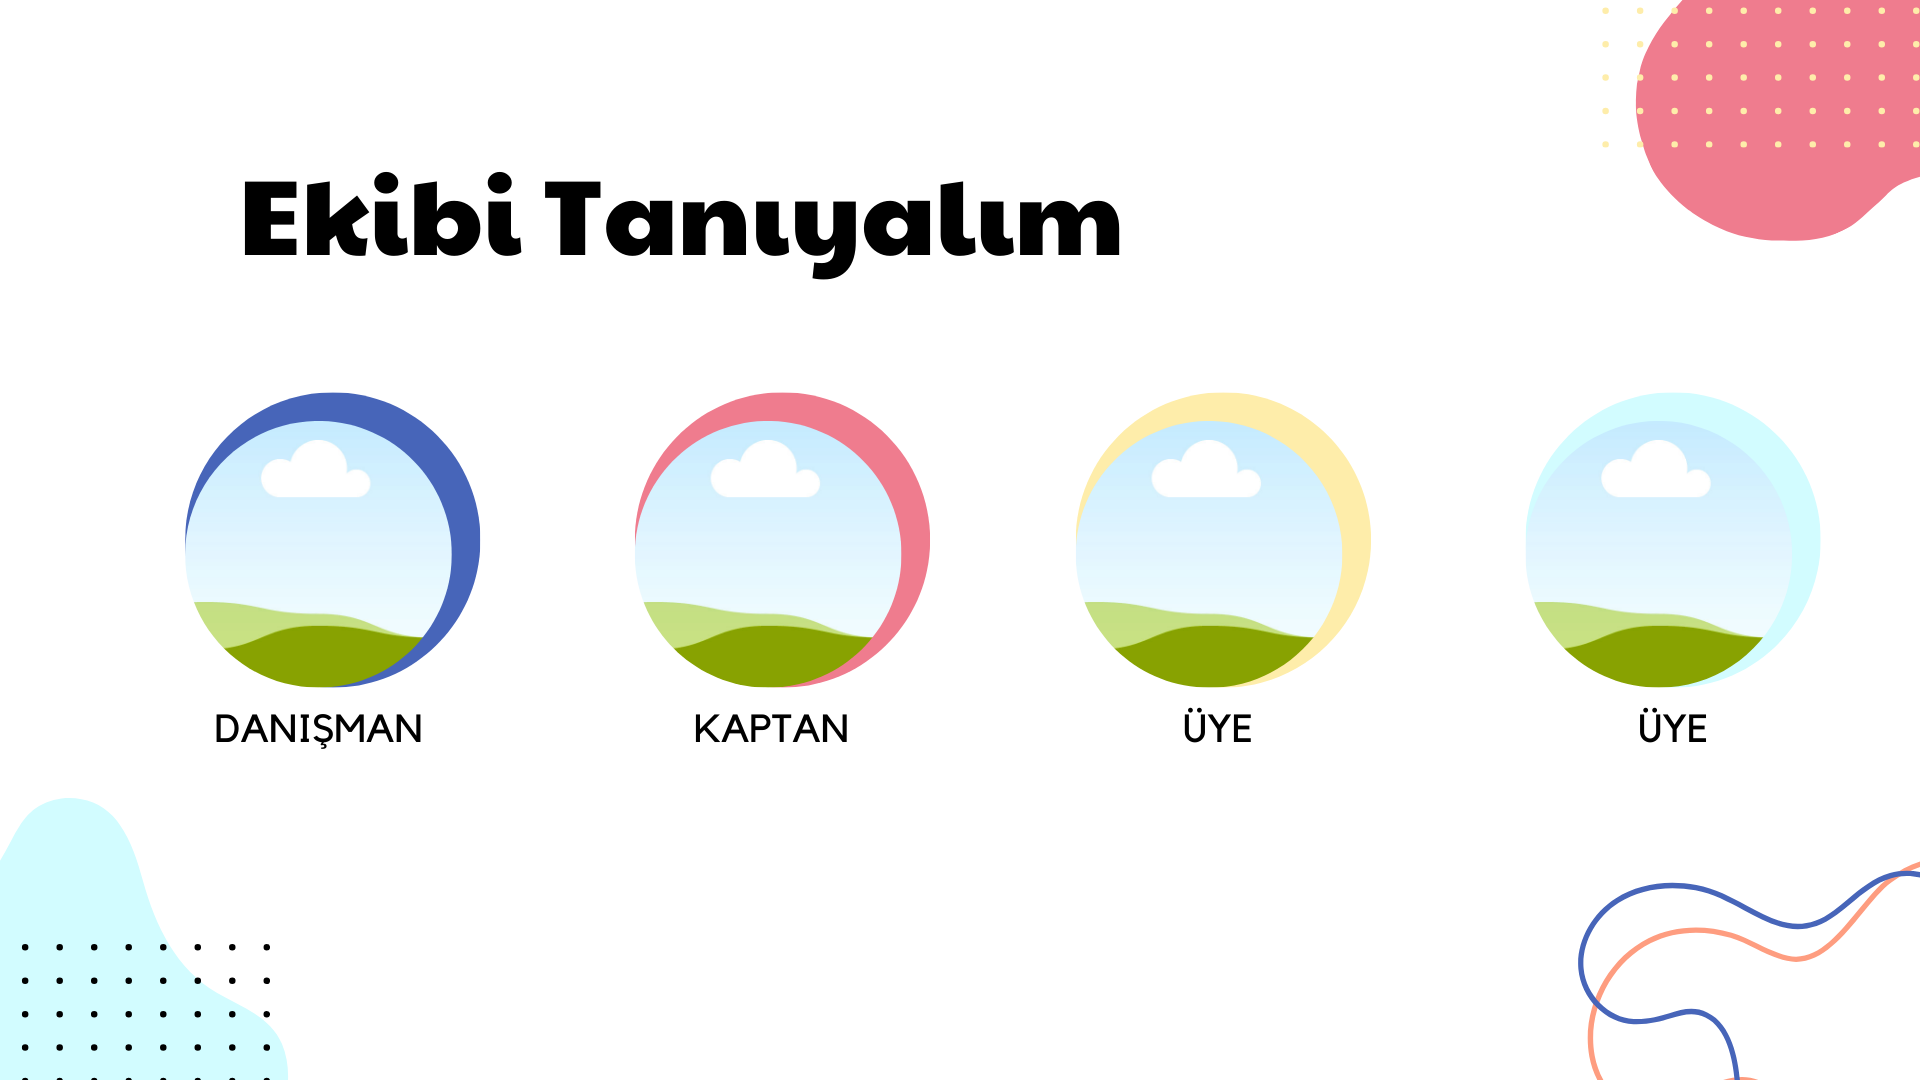 Ekibi Tanıyalım
DANIŞMAN
KAPTAN
ÜYE
ÜYE